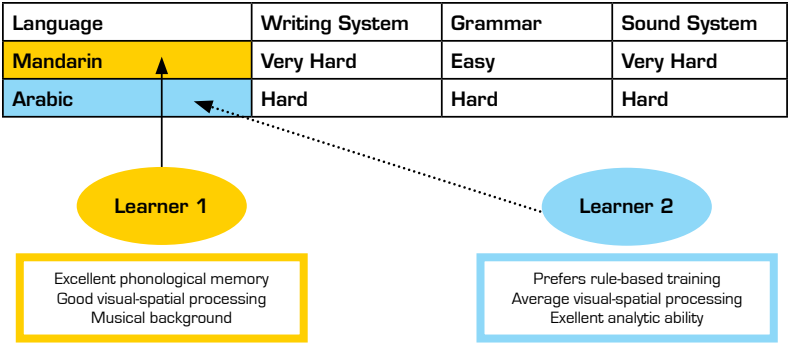 Language Writing System Grammar Sound System
Mandarin Very Hard Easy Very Hard
Arabic Hard Hard Hard
Learner 1
Learner 2
Excellent phonological memory
Good visual-spatial processing
Musical background
Prefers rule-based training
Average visual-spatial processing
Exellent analytic ability